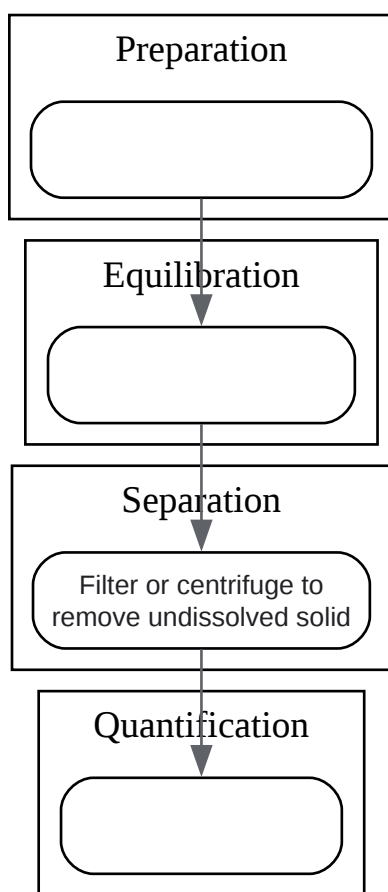 Preparation
Equilibration
Separation
Filter or centrifuge to
remove undissolved solid
Quantification